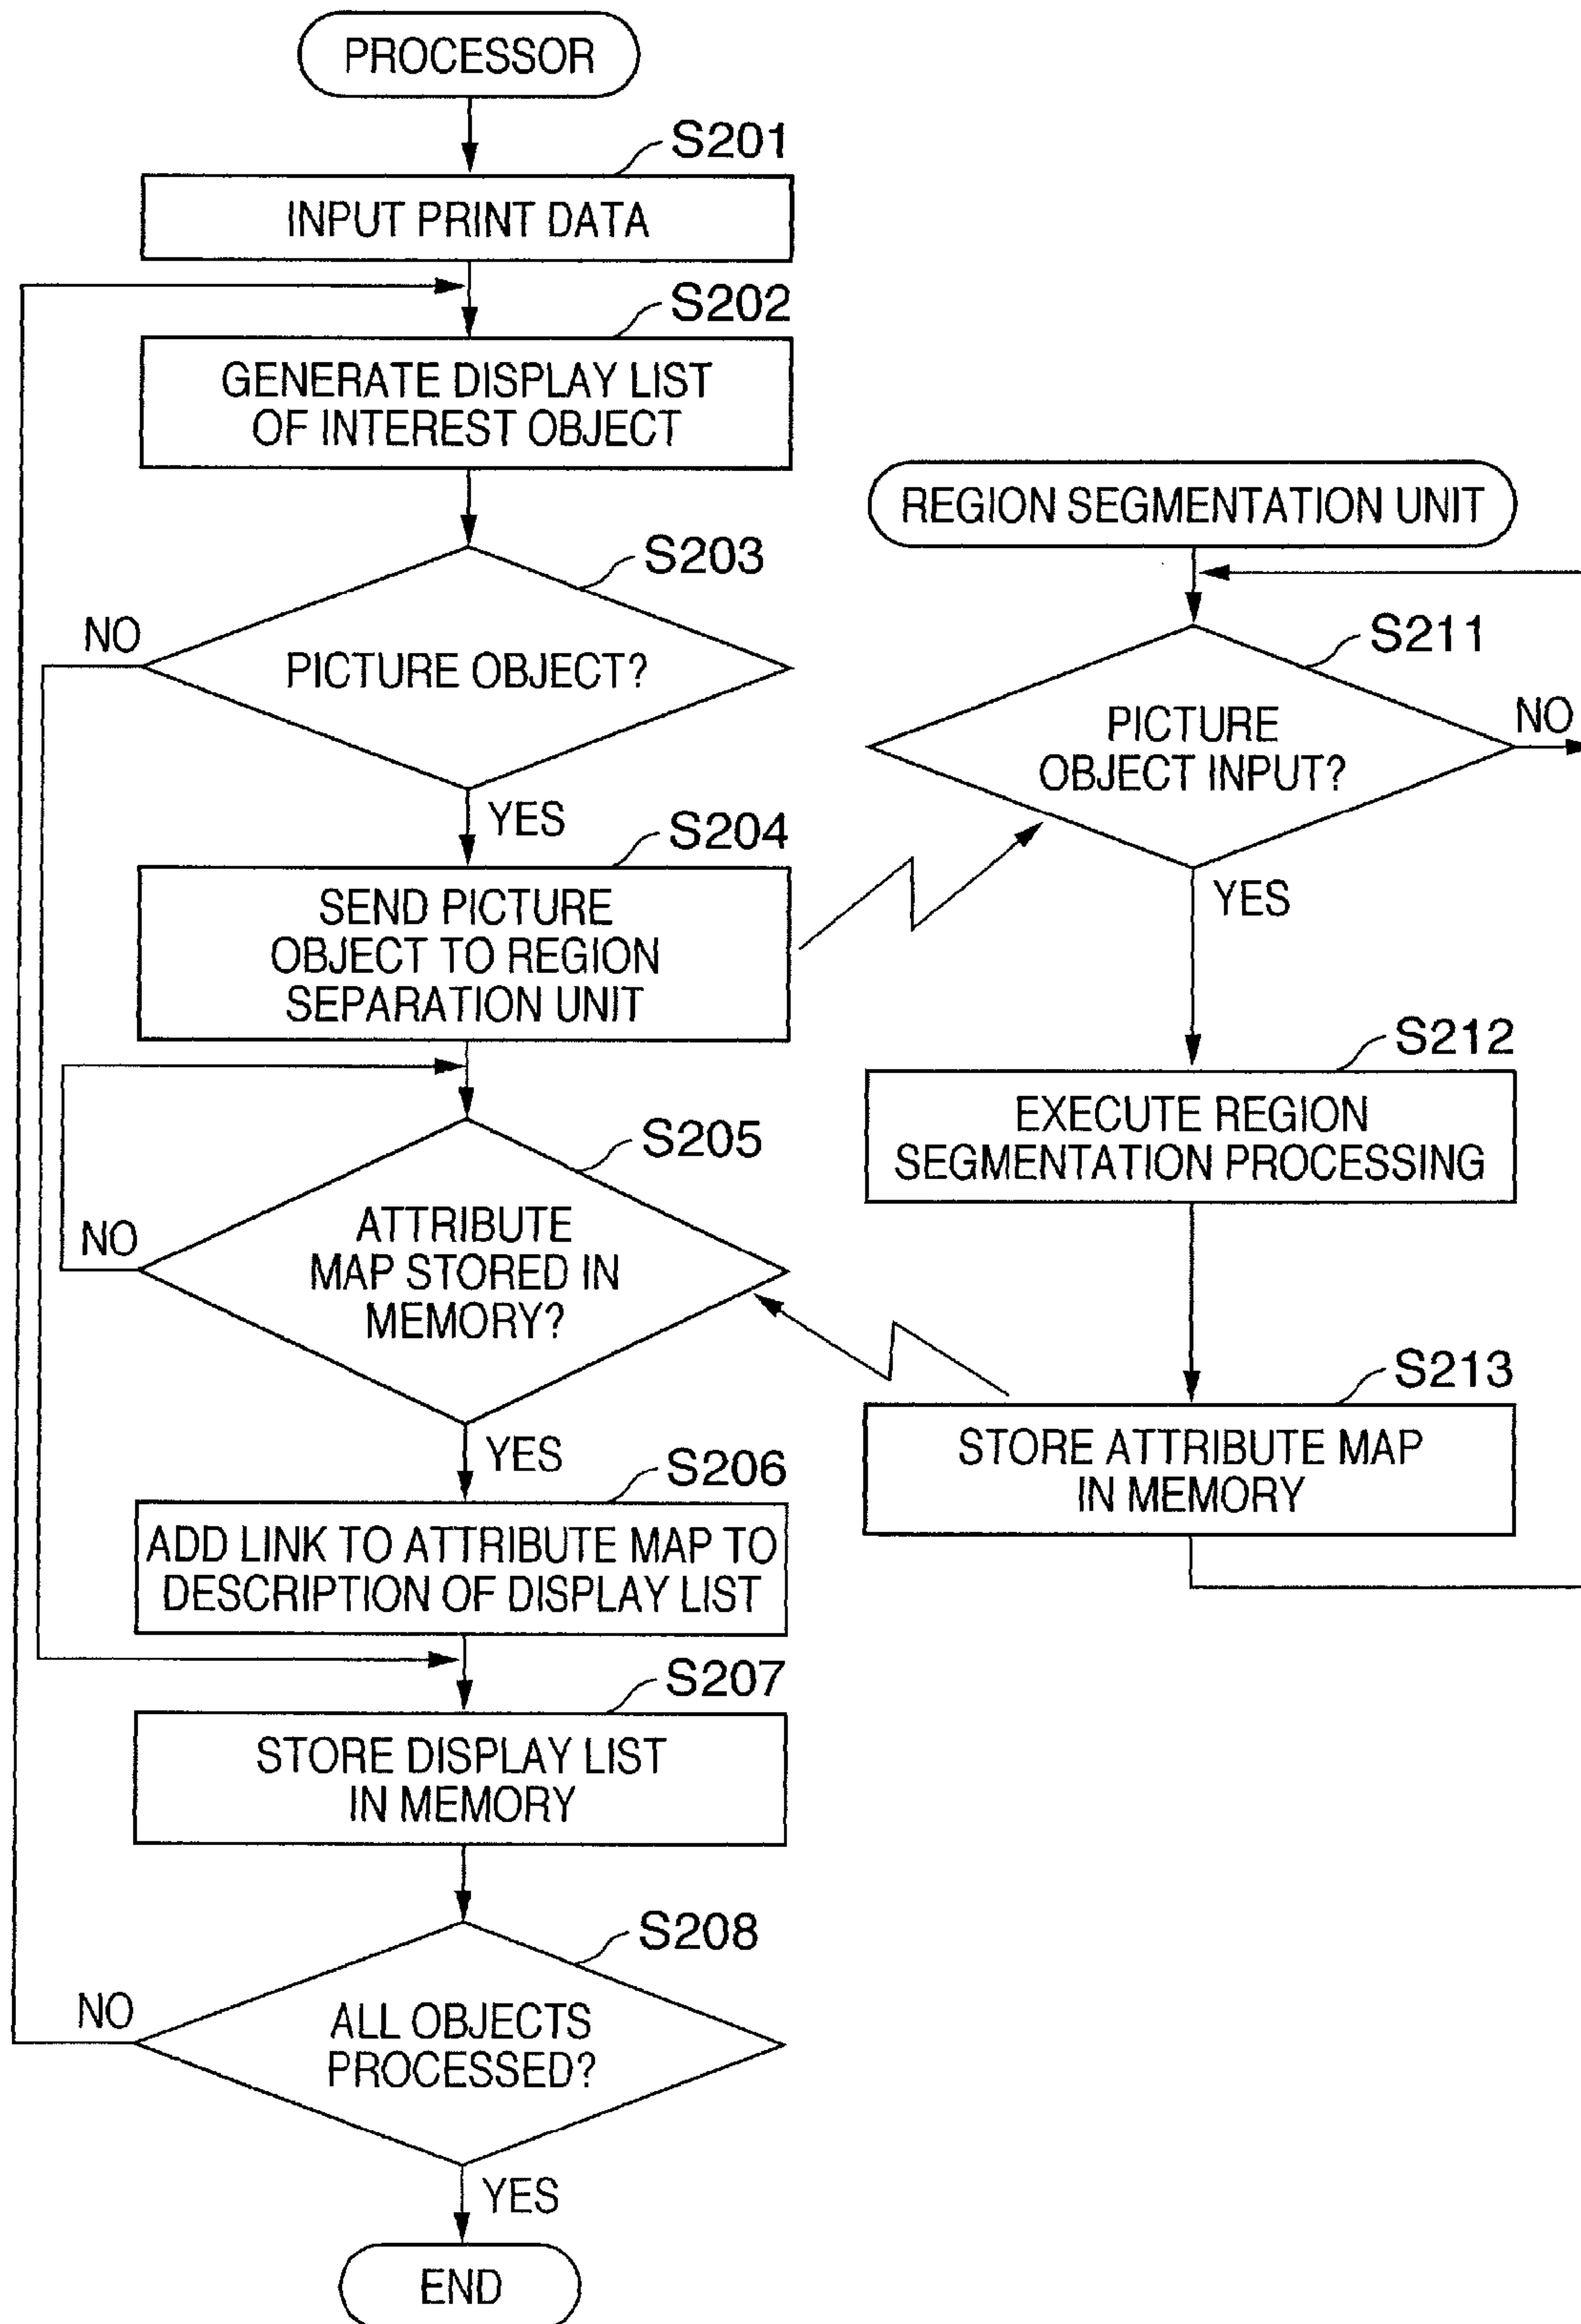 PROCESSOR
S201
INPUT PRINT DATA
S202
GENERATE DISPLAY LIST
OF INTEREST OBJECT
S203
NO
PICTURE OBJECT?
YES
S204
SEND PICTURE
OBJECT TO REGION
SEPARATION UNIT
S205
NO
ATTRIBUTE
MAP STORED IN
MEMORY?
YES
S206
ADD LINK TO ATTRIBUTE MAP TO
DESCRIPTION OF DISPLAY LIST
S207
STORE DISPLAY LIST
IN MEMORY
S208
NO
ALL OBJECTS
PROCESSED?
YES
END
REGION SEGMENTATION UNIT
S211
PICTURE
OBJECT INPUT?
NO
YES
S212
EXECUTE REGION
SEGMENTATION PROCESSING
S213
STORE ATTRIBUTE MAP
IN MEMORY